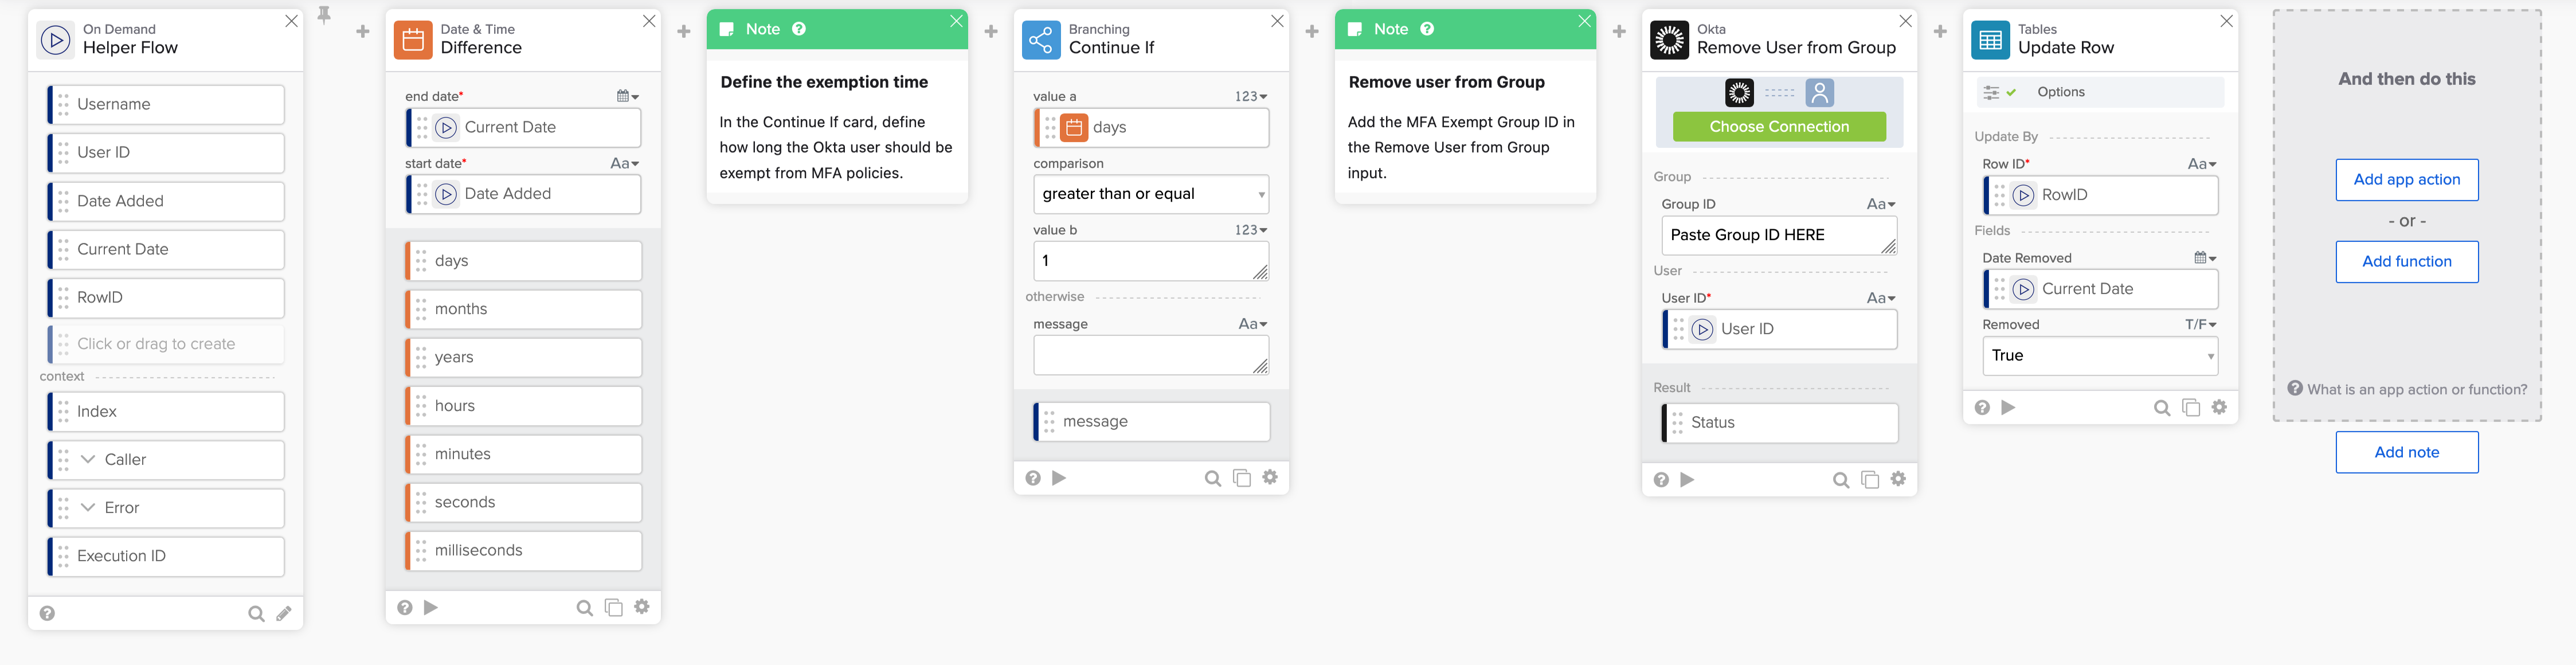 On Demand
Helper Flow
Username
User ID
Date Added
Current Date
RowID
Click or drag to create
context
Index
Caller
Error
Execution ID
Date & Time
Difference
end date*
Current Date
start date*
Aa
Date Added
days
months
years
hours
minutes
seconds
milliseconds
Note
Define the exemption time
In the Continue If card, define
how long the Okta user should be
exempt from MFA policies.
Branching
Continue If
value a
123
days
comparison
greater than or equal
value b
123
1
otherwise
message
Aa
message
Note
Remove user from Group
Add the MFA Exempt Group ID in
the Remove User from Group
input.
Okta
Remove User from Group
Choose Connection
Group
Group ID
Aa
Paste Group ID HERE
User
User ID*
Aa
User ID
Result
Status
Tables
Update Row
Options
Update By
Row ID*
Aa
RowID
Fields
Date Removed
Current Date
Removed
T/F
True
And then do this
Add app action
- or -
Add function
What is an app action or function?
Add note